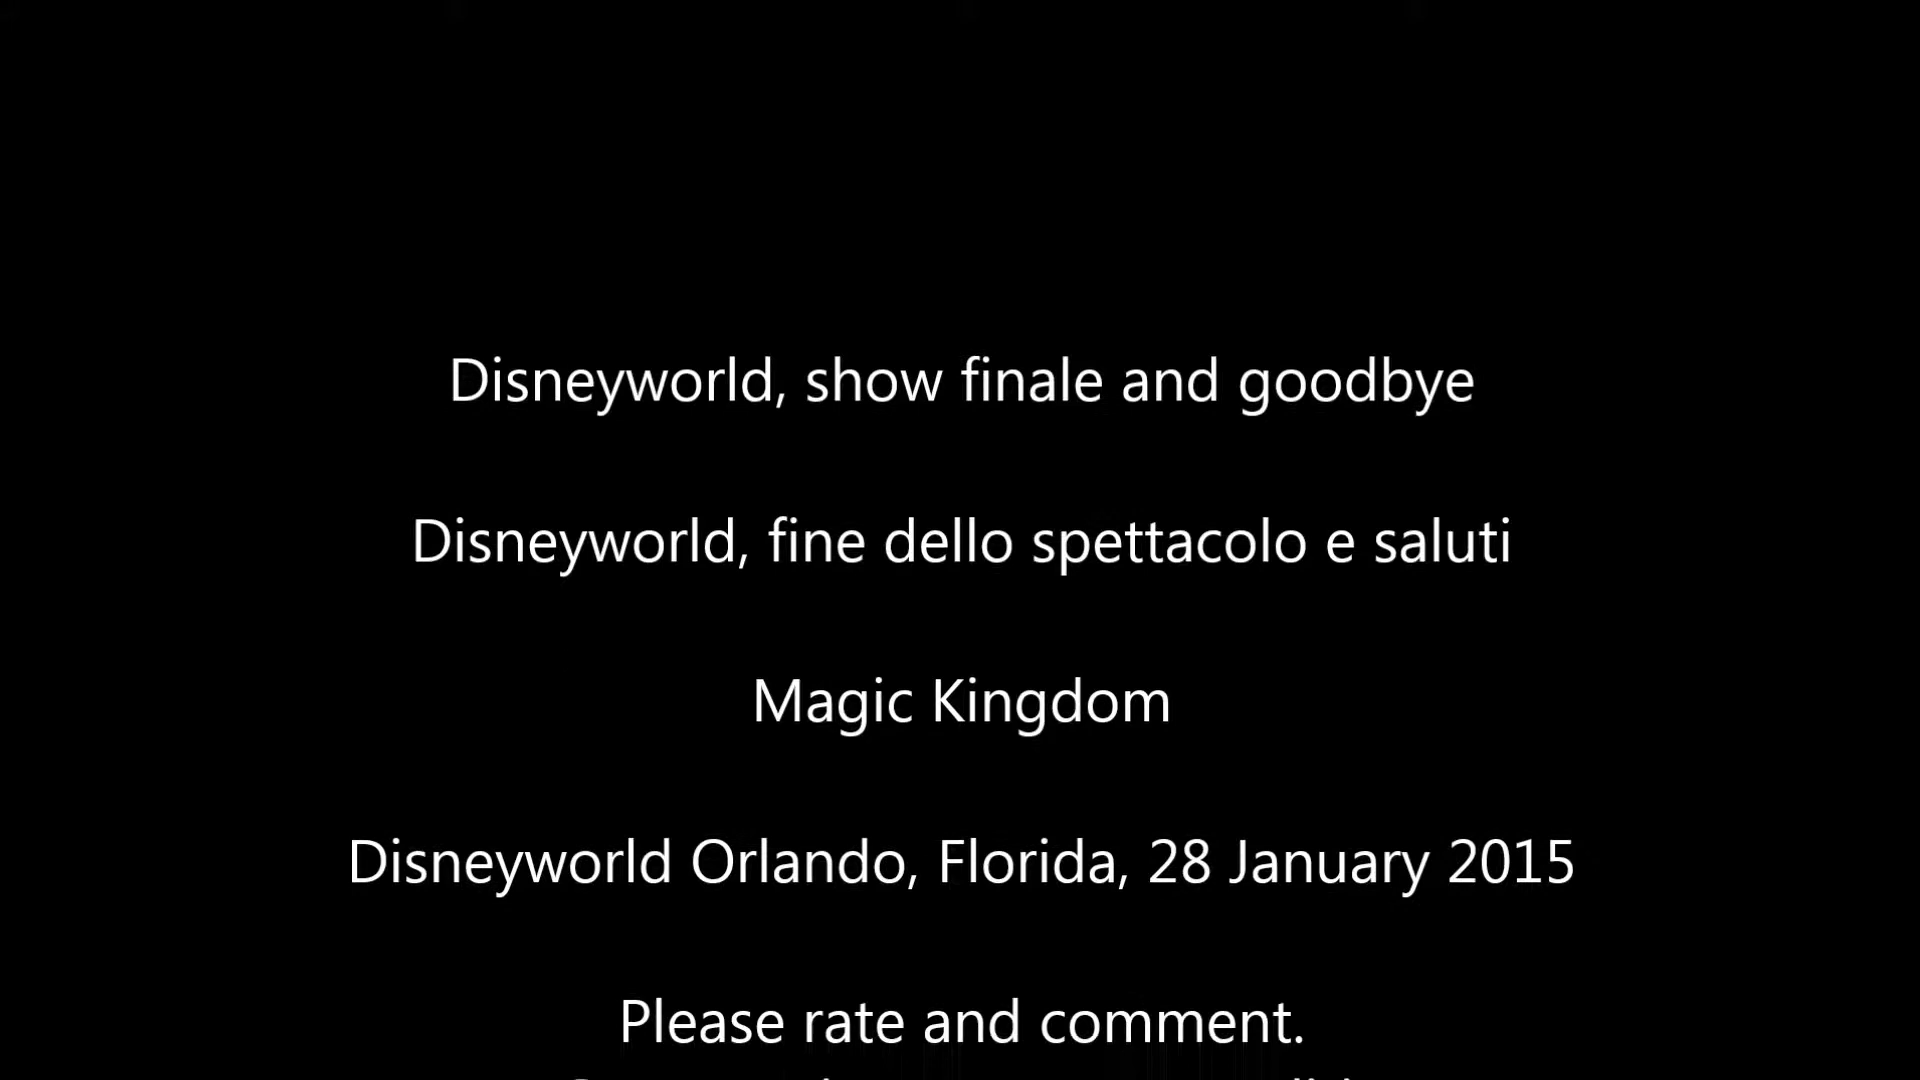 Disneyworld, show finale and goodbye
Disneyworld, fine dello spettacolo e saluti
Magic Kingdom
Disneyworld Orlando, Florida, 28 January 2015
Please rate and comment.